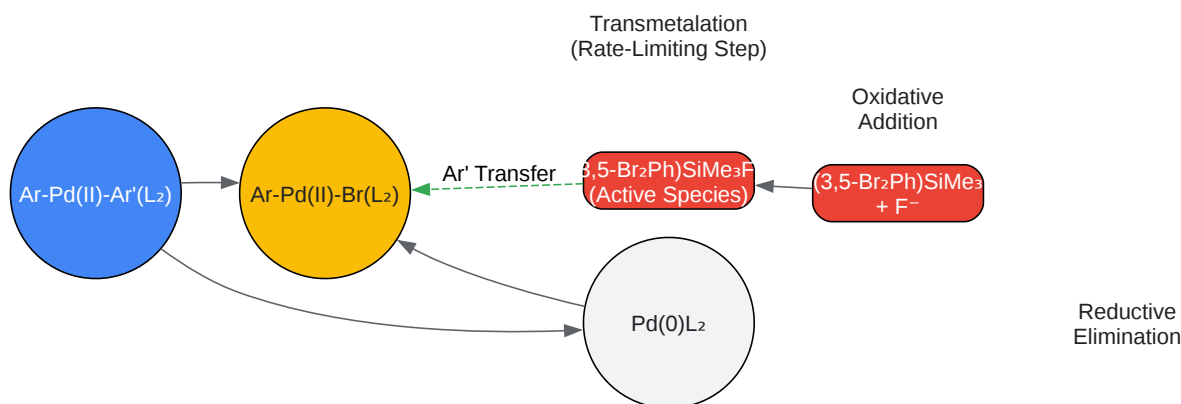 Transmetalation
(Rate-Limiting Step)
Oxidative
Addition
Ar-Pd(II)-Ar'(L₂)
Ar-Pd(II)-Br(L₂)
Ar' Transfer
3,5-Br₂Ph)SiMe₃F
(Active Species)
(3,5-Br₂Ph)SiMe₃
+ F⁻
Pd(0)L₂
Reductive
Elimination